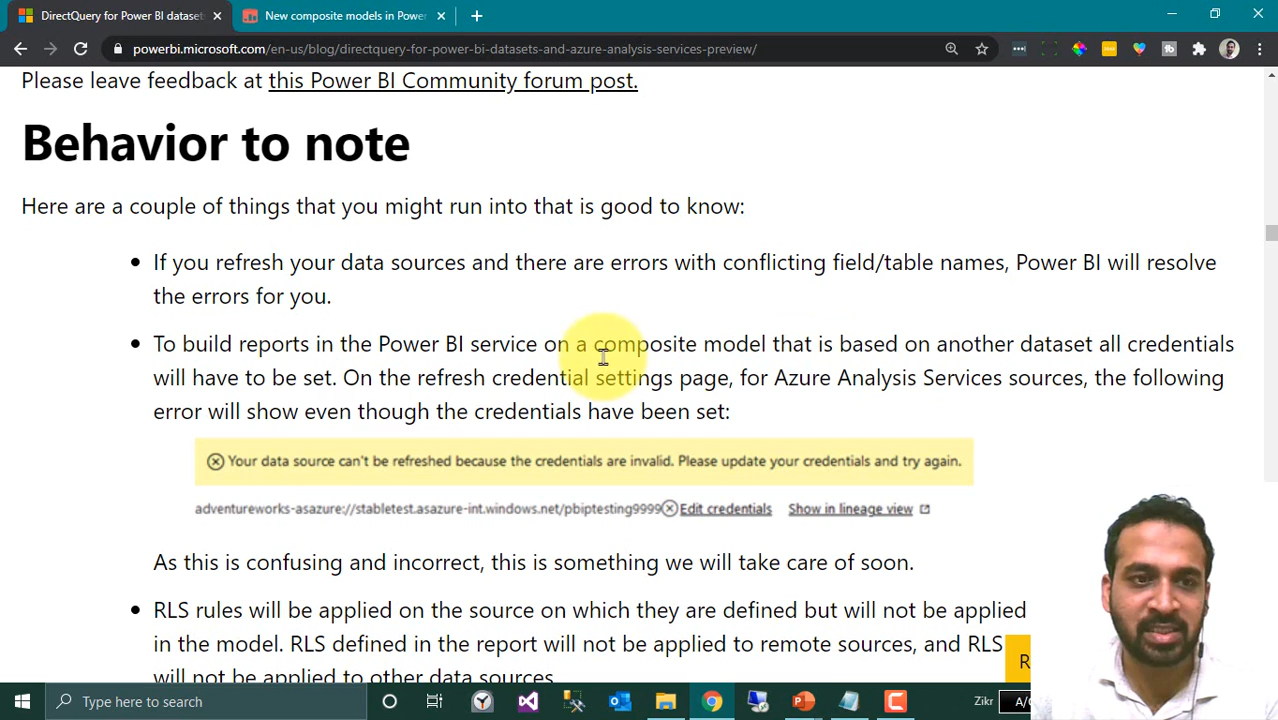 DirectQuery for Power BI dataset
New composite models in Power
powerbi.microsoft.com/en-us/blog/directquery-for-power-bi-datasets-and-azure-analysis-services-preview/
Please leave feedback at this Power BI Community forum post.
Behavior to note
Here are a couple of things that you might run into that is good to know:
• If you refresh your data sources and there are errors with conflicting field/table names, Power BI will resolve
the errors for you.
• To build reports in the Power BI service on a composite model that is based on another dataset all credentials
will have to be set. On the refresh credential settings page, for Azure Analysis Services sources, the following
error will show even though the credentials have been set:
Your data source can't be refreshed because the credentials are invalid. Please update your credentials and try again.
adventureworks-asazure://stabletest.asazure-int.windows.net/pbiptesting9999 Edit credentials Show in lineage view
As this is confusing and incorrect, this is something we will take care of soon.
• RLS rules will be applied on the source on which they are defined but will not be applied
in the model. RLS defined in the report will not be applied to remote sources, and RLS
will not be applied to other data sources.
R
Type here to search
Zikr
A/C